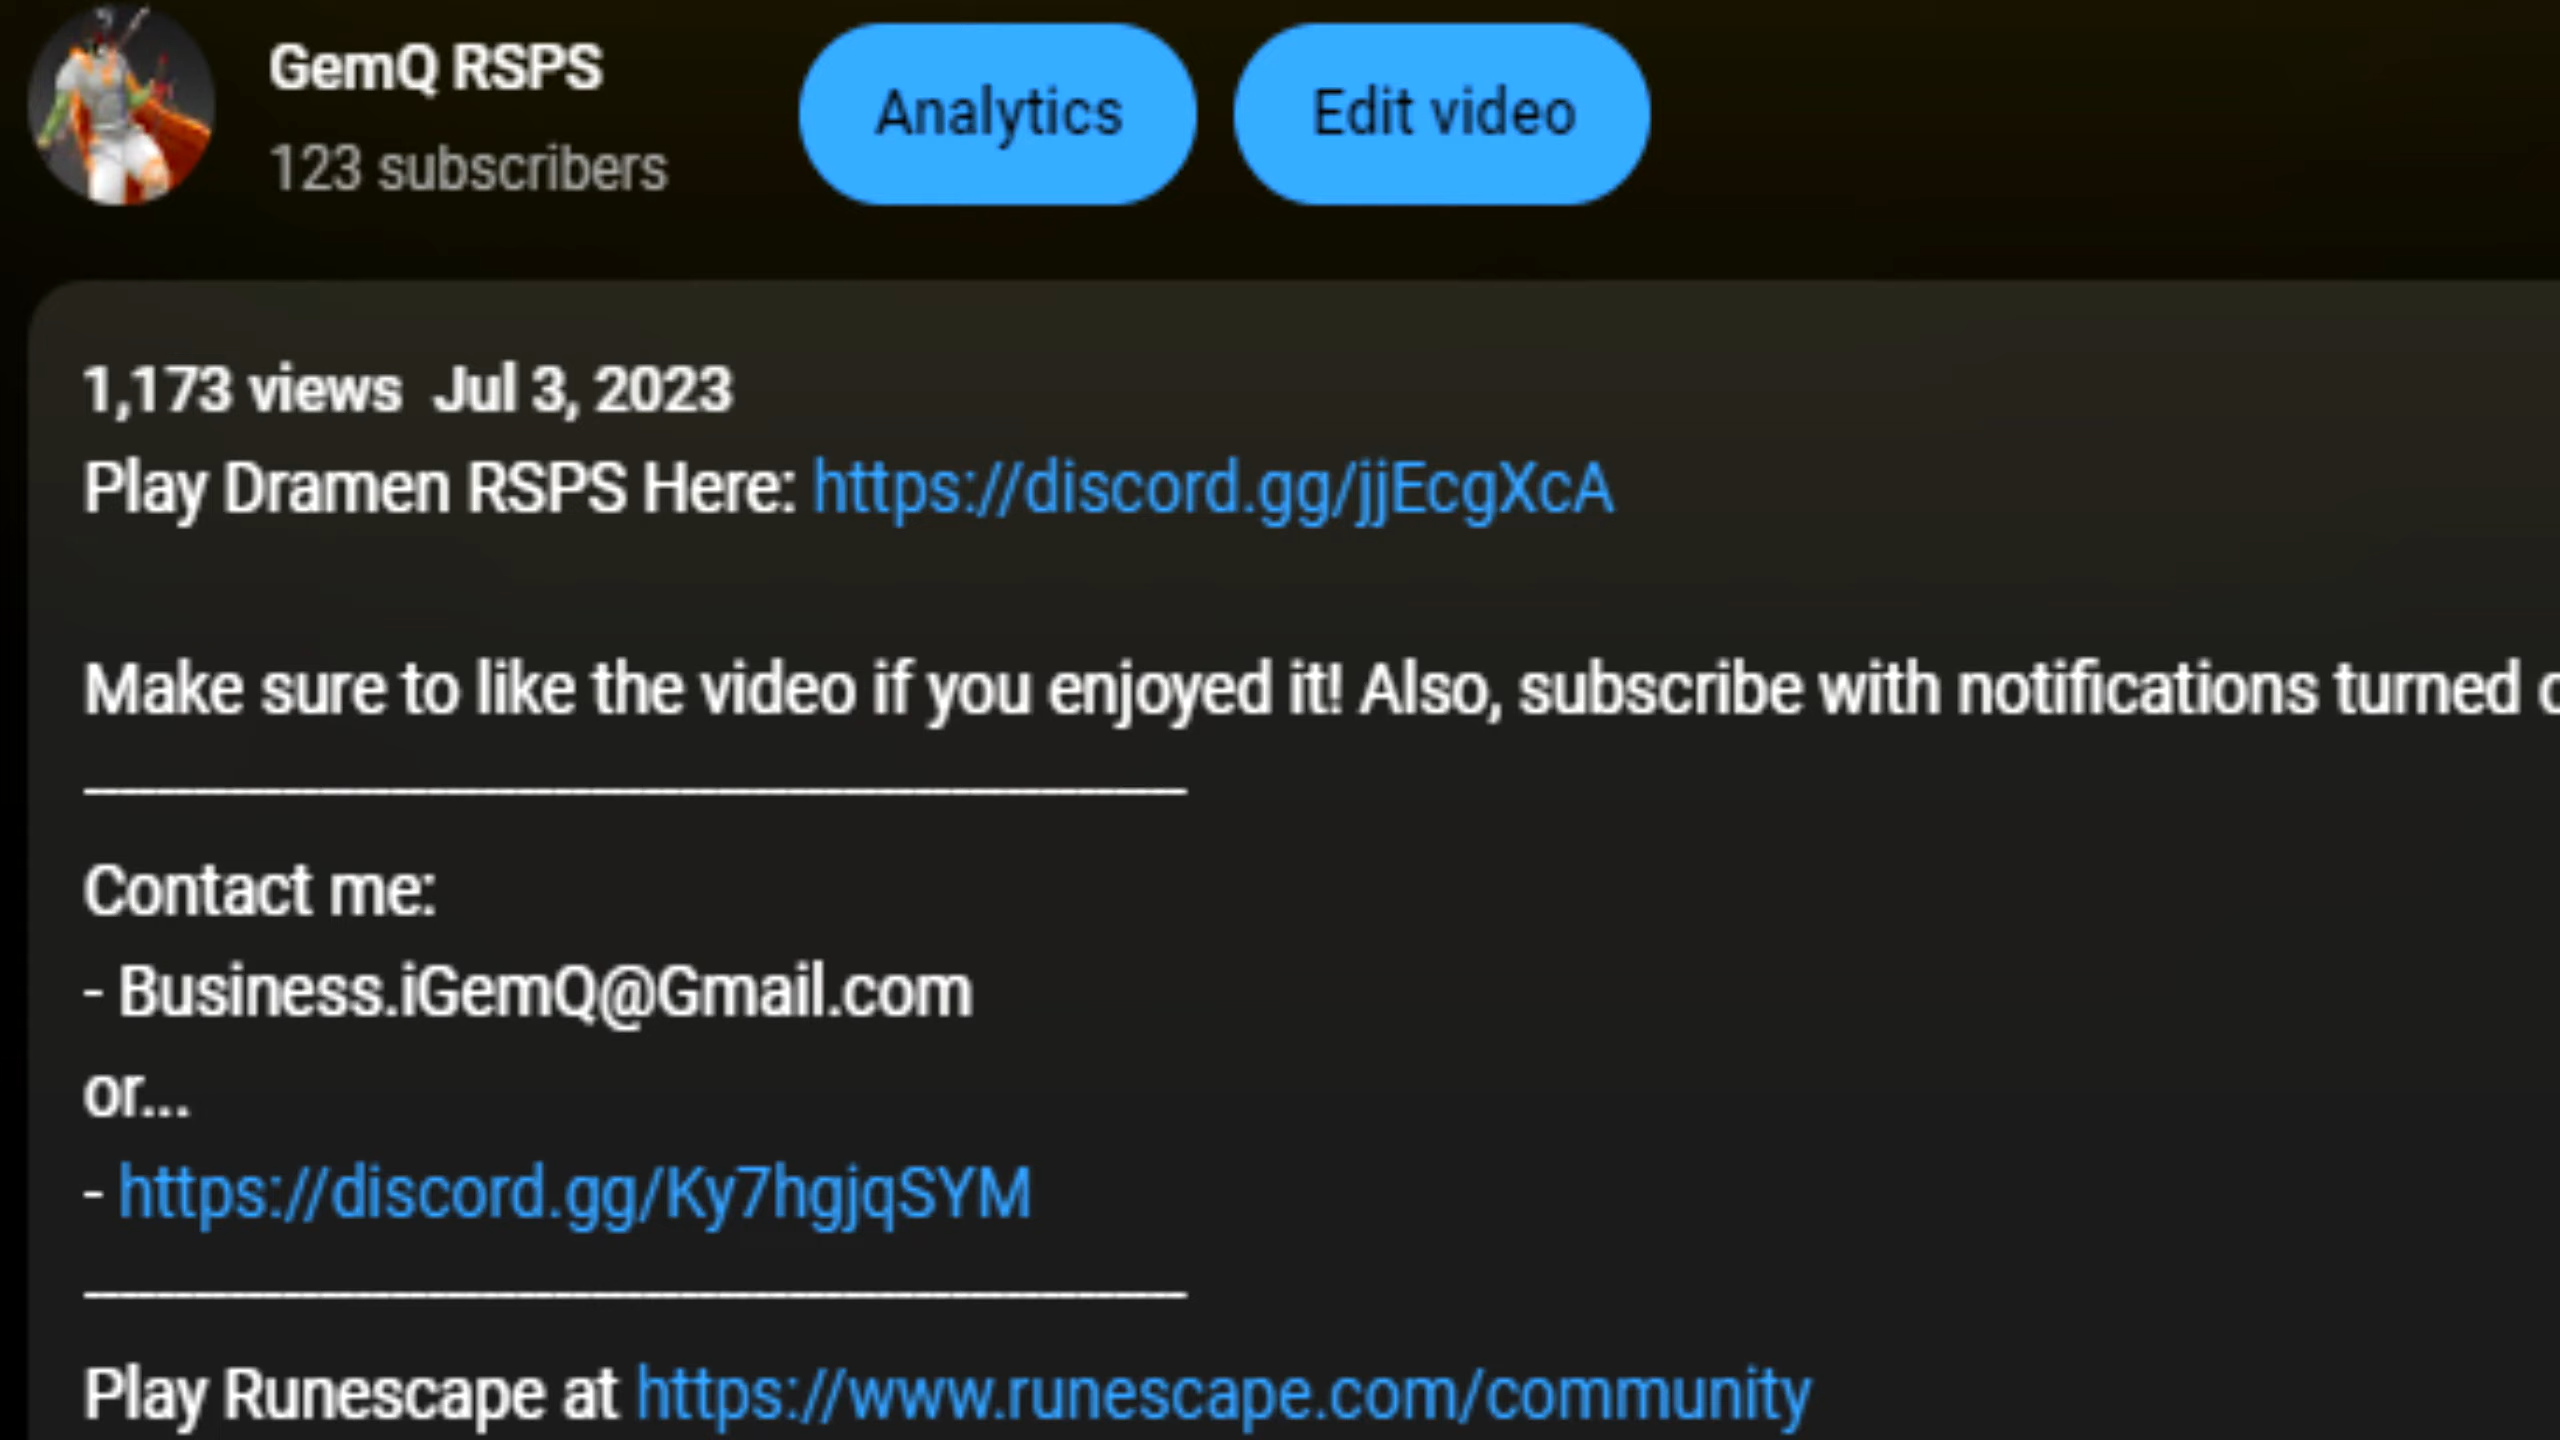 GemQ RSPS
123 subscribers
Analytics
Edit video
1,173 views  Jul 3, 2023
Play Dramen RSPS Here: https://discord.gg/jjEcgXcA
Make sure to like the video if you enjoyed it! Also, subscribe with notifications turned
Contact me:
- Business.iGemQ@Gmail.com
or...
- https://discord.gg/Ky7hgjqSYM
Play Runescape at https://www.runescape.com/community